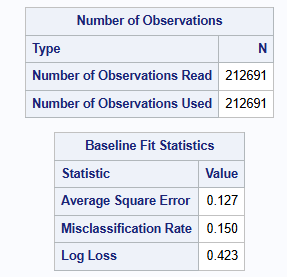 Number of Observations
Type N
Number of Observations Read 212691
Number of Observations Used 212691
Baseline Fit Statistics
Statistic Value
Average Square Error 0.127
Misclassification Rate 0.150
Log Loss 0.423